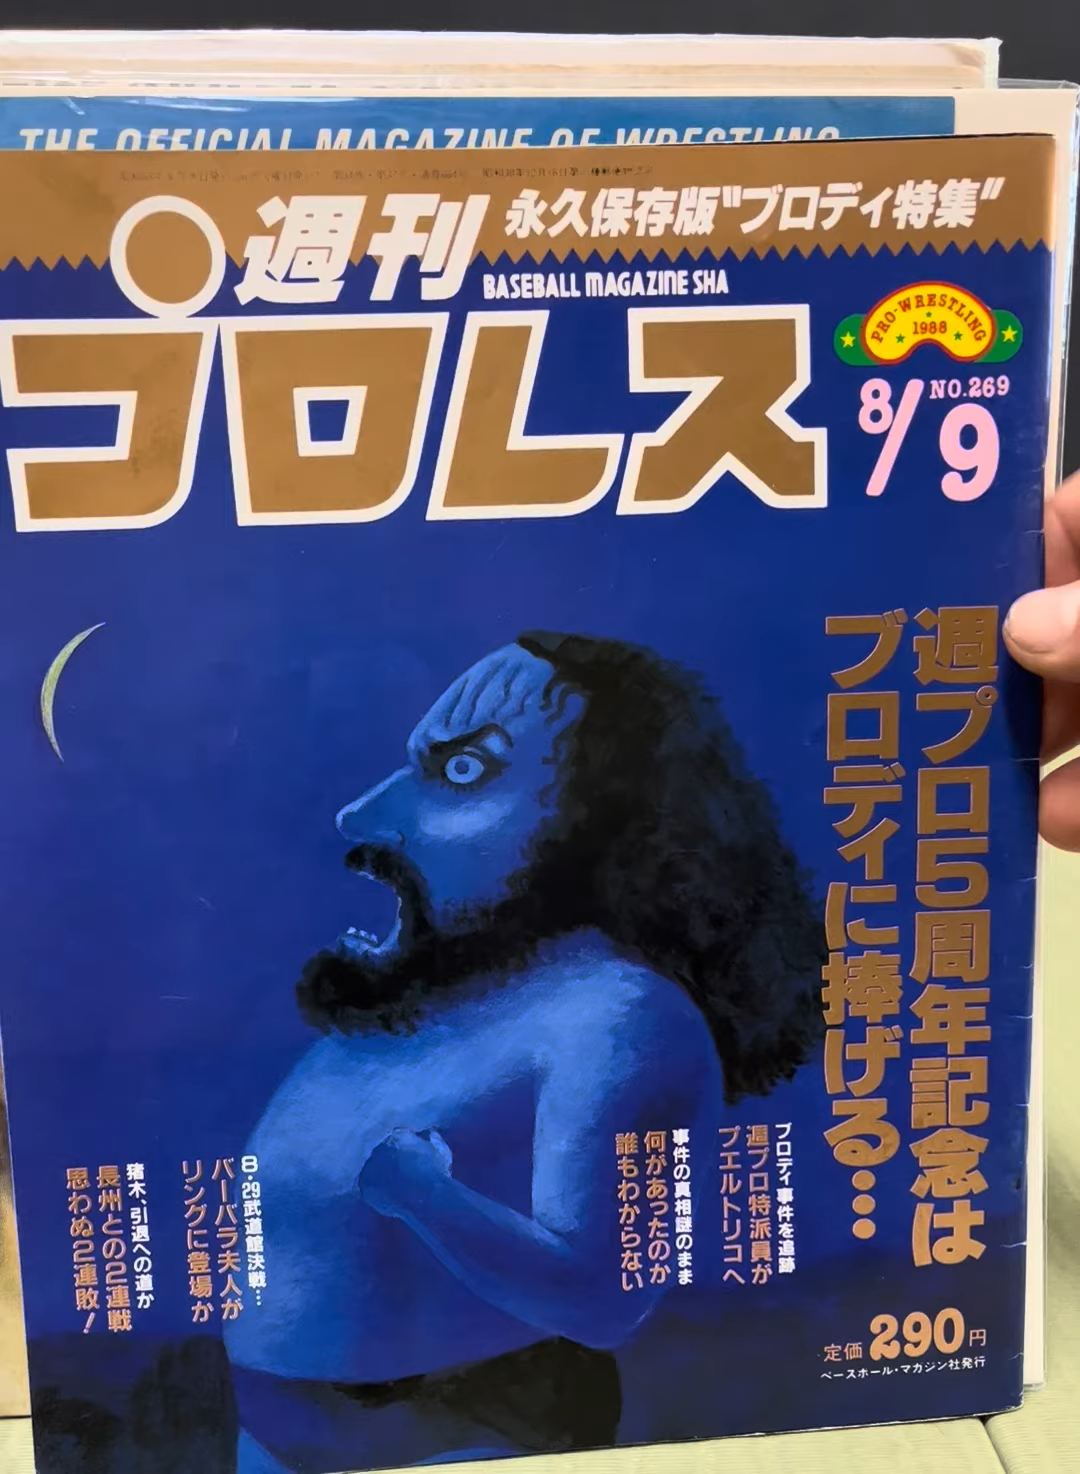 THE OFFICIAL MAGAZINE OF WRESTLING
永久保存版"ブロディ特集"
週刊
プロレス
BASEBALL MAGAZINE SHA
PRO-WRESTLING
1988
8/9
NO.269
週プロ5周年記念は
ブロディに捧げる…
ブロディ事件を追跡
週プロ特派員が
プエルトリコへ
事件の真相謎のまま
何があったのか
誰もわからない
8・29武道館決戦…
バーバラ夫人が
リングに登場か
猪木、引退への道か
長州との2連戦
思わぬ2連敗!
定価290円
ベースボール・マガジン社発行